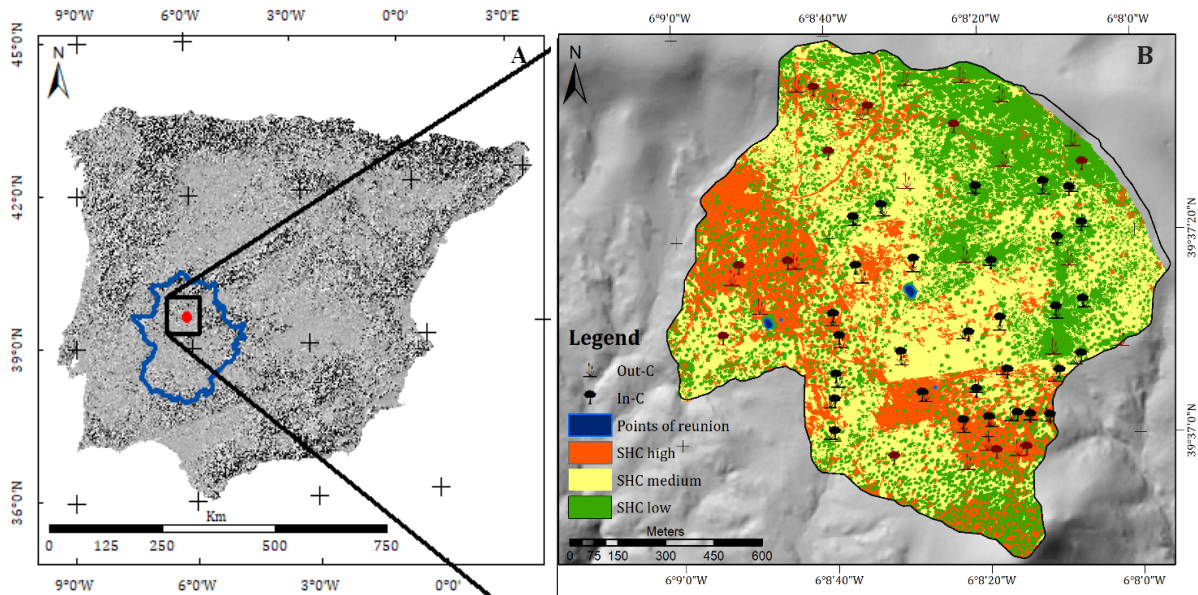 9°0'W 6°0'W 3°0'W 0°0' 3°0'E
45°0'N
42°0'N
39°0'N
36°0'N
N
A
Km
0 125 250 500 750
9°0'W 6°0'W 3°0'W 0°0'
6°9'0"W 6°8'40"W 6°8'20"W 6°8'0"W
N
B
39°37'20"N
39°37'0"N
Legend
Out-C
In-C
Points of reunion
SHC high
SHC medium
SHC low
Meters
0 75 150 300 450 600
6°9'0"W 6°8'40"W 6°8'20"W 6°8'0"W